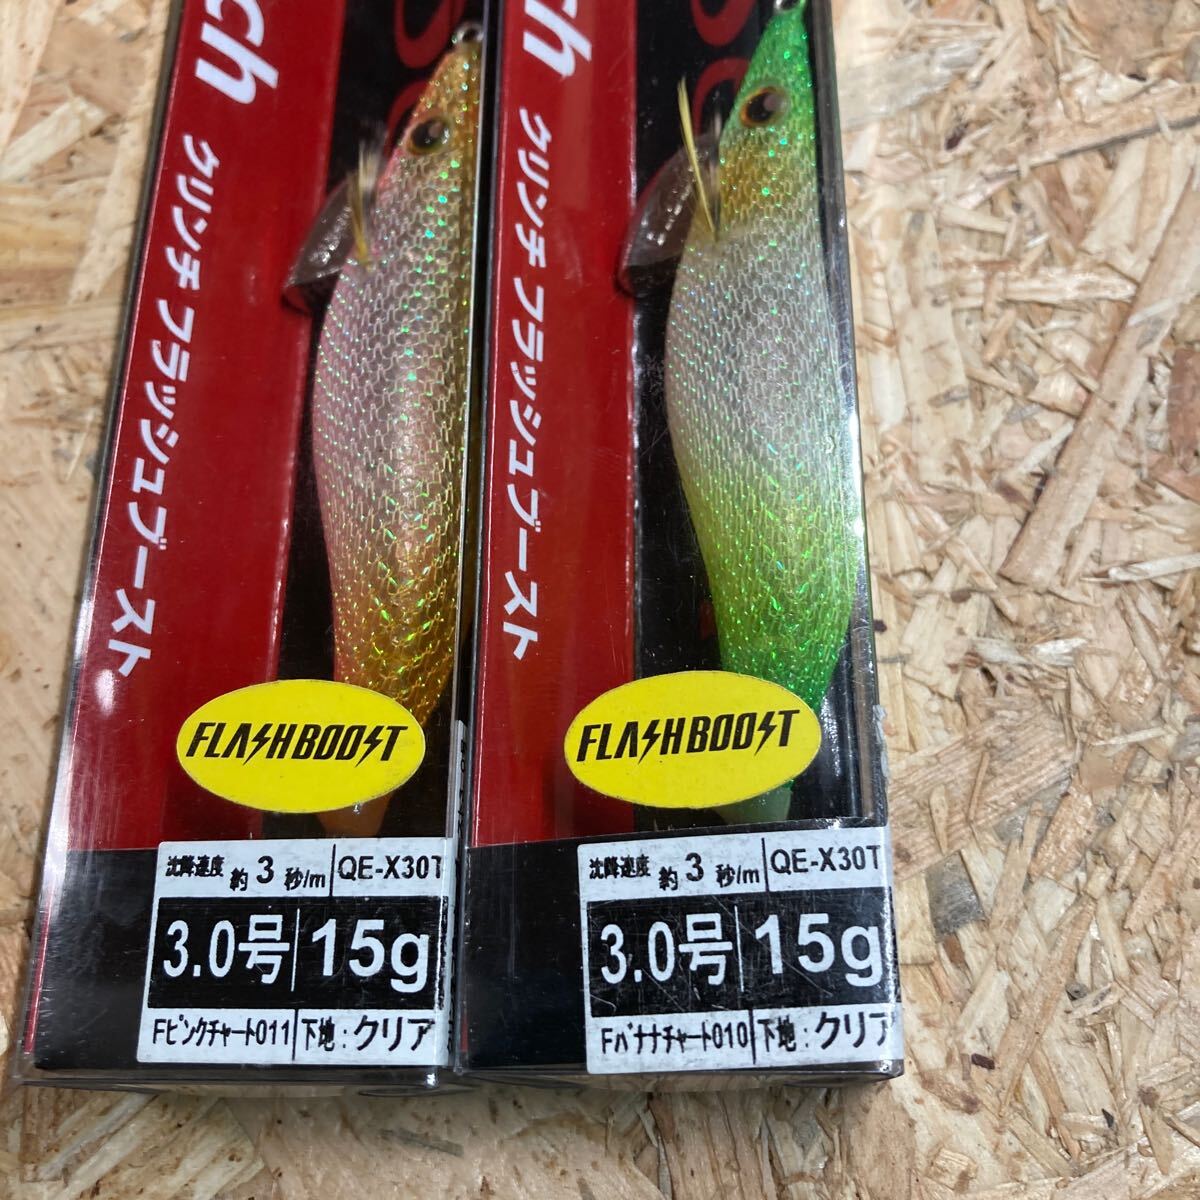 ch
クリンチ フラッシュブースト
FLASHBOOST
沈降速度 約 3 秒/m QE-X30T
3.0号 15g
Fピンクチャート011 下地:クリア
ch
クリンチ フラッシュブースト
FLASHBOOST
沈降速度 約 3 秒/m QE-X30T
3.0号 15g
Fバナナチャート010 下地:クリア